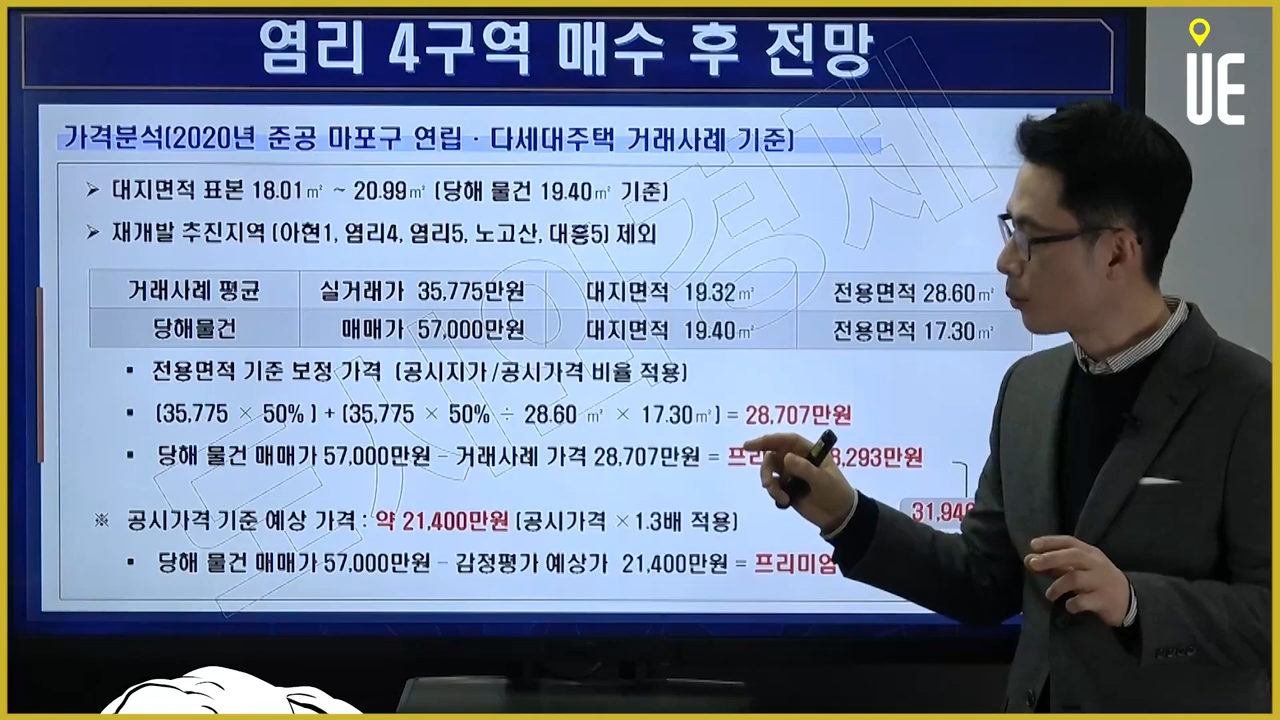 염리 4구역 매수 후 전망
UE
가격분석(2020년 준공 마포구 연립 · 다세대주택 거래사례 기준)
➢ 대지면적 표본 18.01㎡ ~ 20.99㎡ (당해 물건 19.40㎡ 기준)
➢ 재개발 추진지역 (아현1, 염리4, 염리5, 노고산, 대흥5) 제외
거래사례 평균 실거래가 35,775만원 대지면적 19.32㎡ 전용면적 28.60㎡
당해물건 매매가 57,000만원 대지면적 19.40㎡ 전용면적 17.30㎡
▪ 전용면적 기준 보정 가격 (공시지가/공시가격 비율 적용)
▪ (35,775 × 50% ) + (35,775 × 50% ÷ 28.60 ㎡ × 17.30㎡) = 28,707만원
▪ 당해 물건 매매가 57,000만원 - 거래사례 가격 28,707만원 = 8,293만원
31,94
※ 공시가격 기준 예상 가격 : 약 21,400만원 (공시가격 ×1.3배 적용)
▪ 당해 물건 매매가 57,000만원 - 감정평가 예상가 21,400만원 = 프리미엄